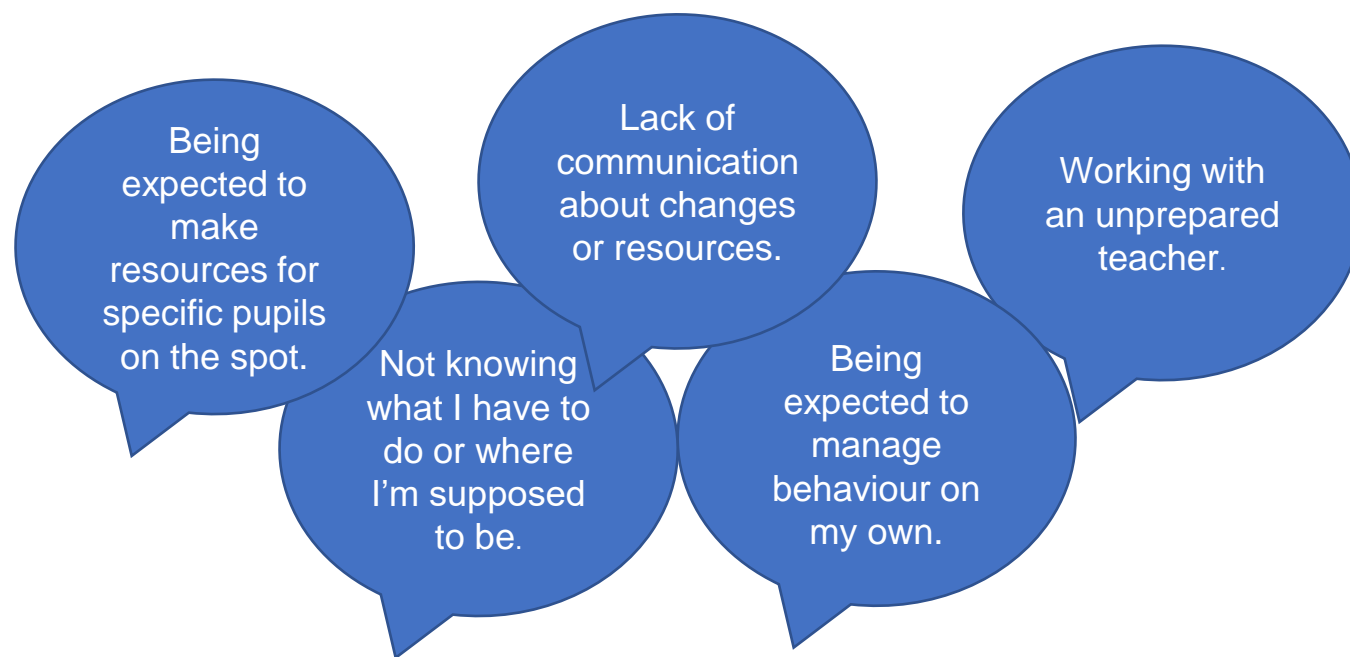 Being
expected to
make
resources for
specific pupils
on the spot.
Not knowing
what I have to
do or where
I'm supposed
to be.
Lack of
communication
about changes
or resources.
Being
expected to
manage
behaviour on
my own.
Working with
an unprepared
teacher.